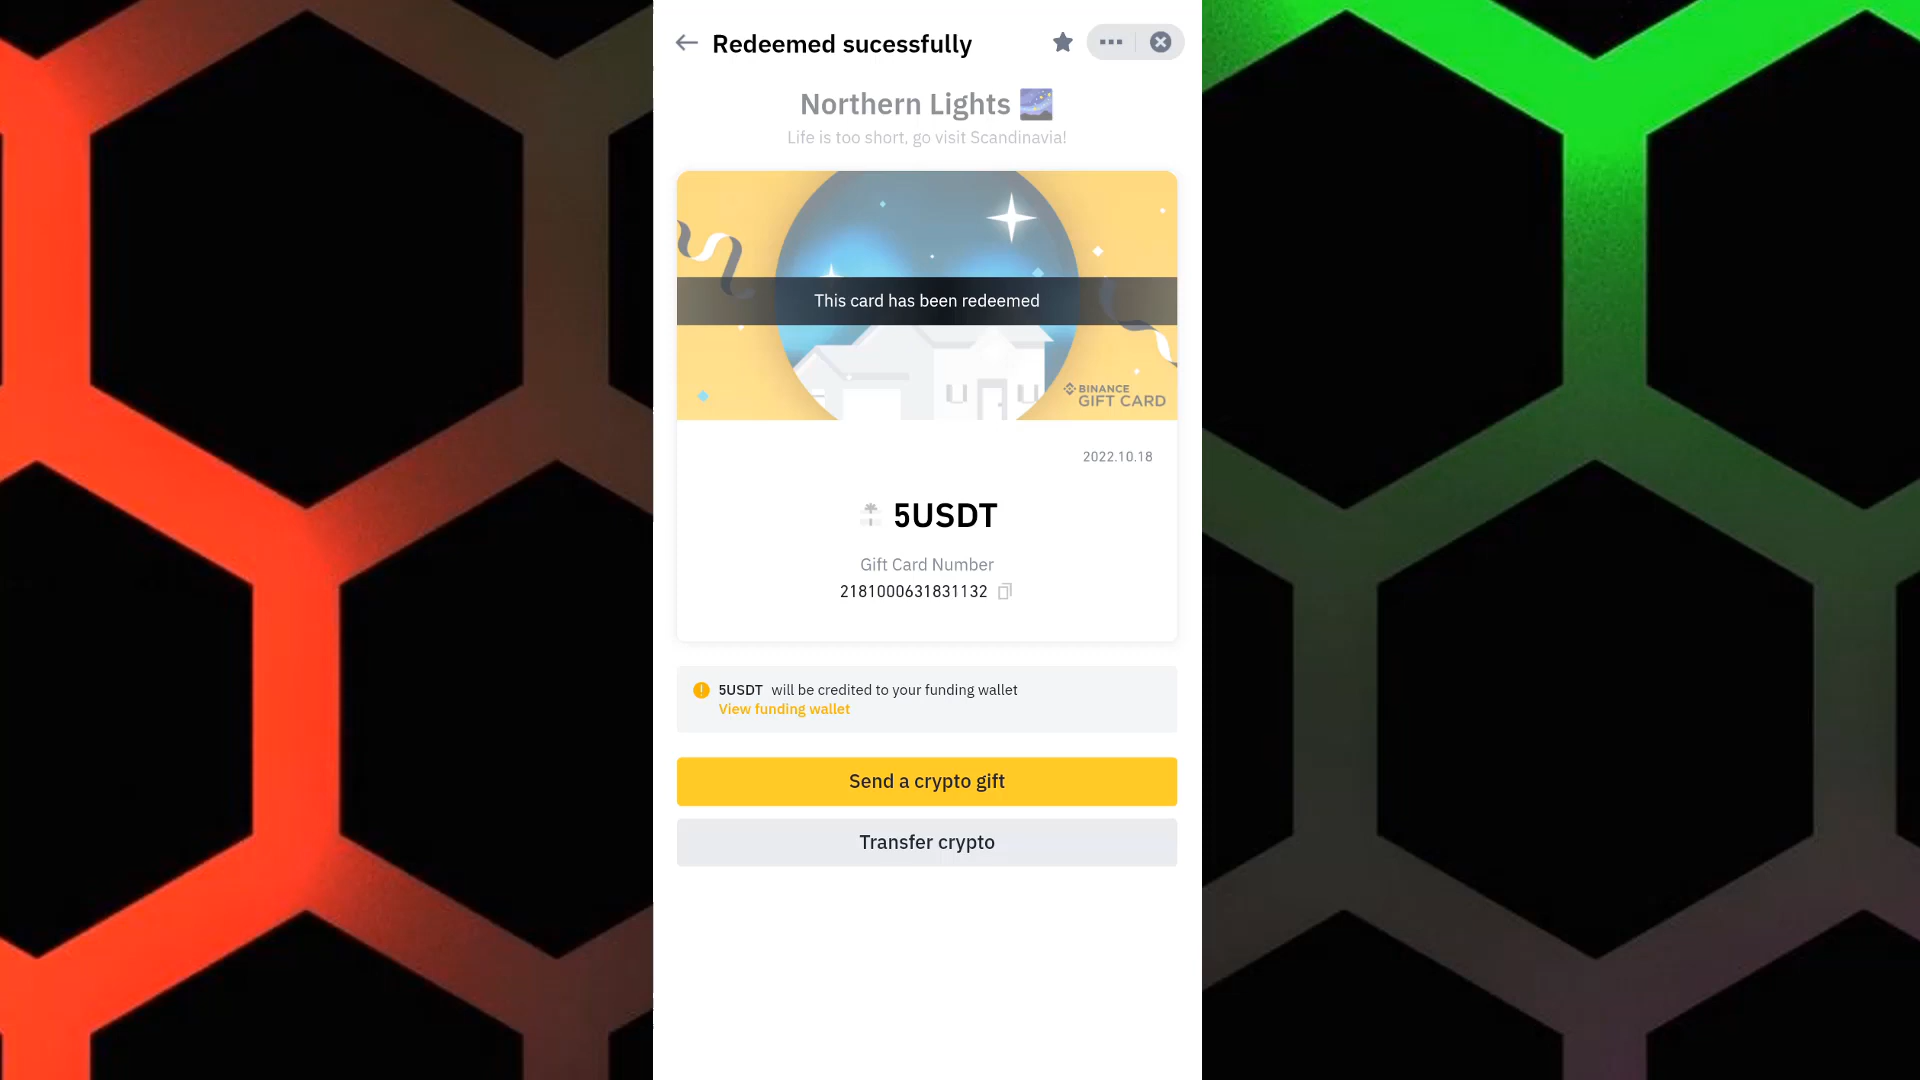 Redeemed sucessfully
Northern Lights
Life is too short, go visit Scandinavia!
This card has been redeemed
BINANCE
GIFT CARD
2022.10.18
5USDT
Gift Card Number
2181000631831132
5USDT will be credited to your funding wallet
View funding wallet
Send a crypto gift
Transfer crypto